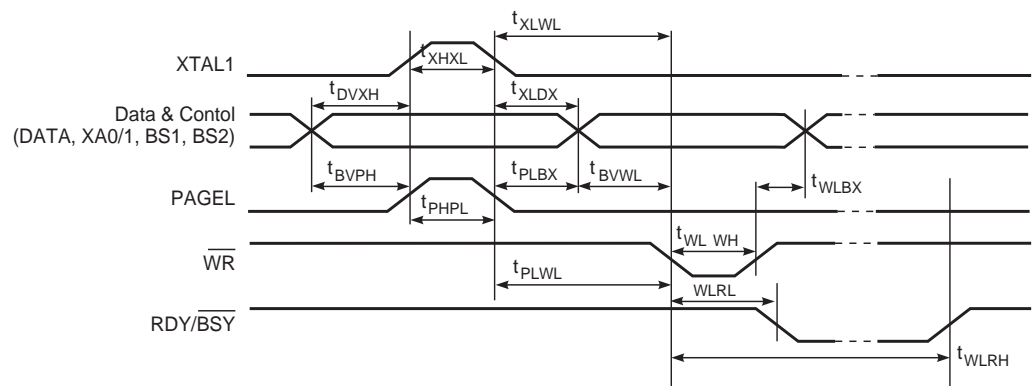 tXLWL
XTAL1
tXHXL
tDVXH
tXLDX
Data & Contol
(DATA, XA0/1, BS1, BS2)
tBVPH
tPLBX
tBVWL
tWLBX
PAGEL
tPHPL
WR
tWL WH
tPLWL
WLRL
RDY/BSY
tWLRH